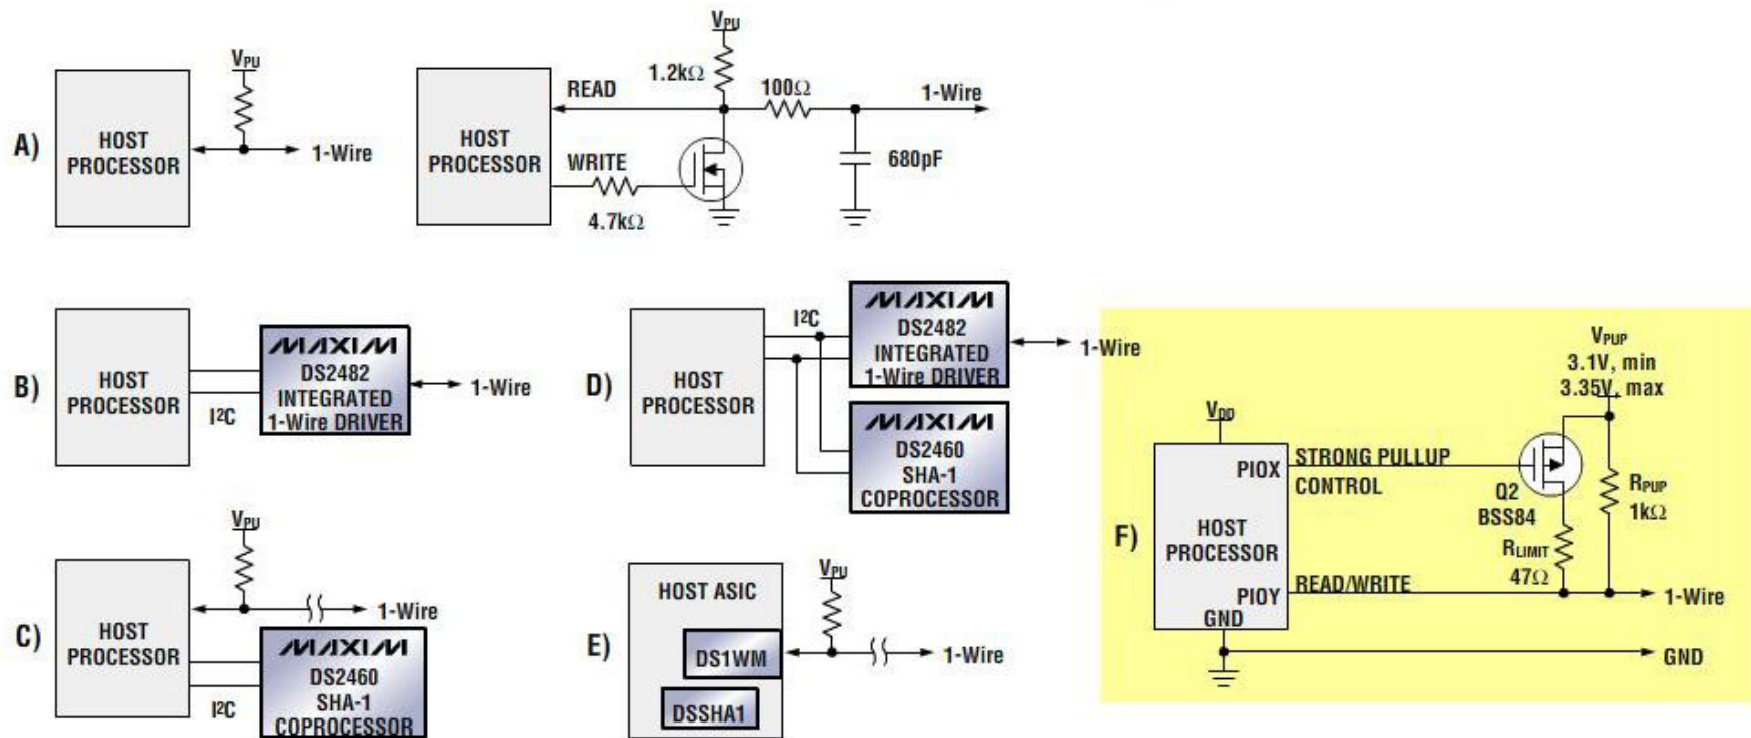 A)
HOST
PROCESSOR
VPU
1-Wire
HOST
PROCESSOR
READ
WRITE
4.7kΩ
VPU
1.2kΩ
100Ω
1-Wire
680pF
B)
HOST
PROCESSOR
I²C
MAXIM
DS2482
INTEGRATED
1-Wire DRIVER
1-Wire
C)
HOST
PROCESSOR
VPU
1-Wire
I²C
MAXIM
DS2460
SHA-1
COPROCESSOR
D)
HOST
PROCESSOR
I²C
MAXIM
DS2482
INTEGRATED
1-Wire DRIVER
1-Wire
MAXIM
DS2460
SHA-1
COPROCESSOR
E)
HOST ASIC
DS1WM
DSSHA1
VPU
1-Wire
F)
VDD
HOST
PROCESSOR
PIOX
PIOY
GND
STRONG PULLUP
CONTROL
READ/WRITE
VPUP
3.1V, min
3.35V, max
Q2
BSS84
RPUP
1kΩ
RLIMIT
47Ω
1-Wire
GND